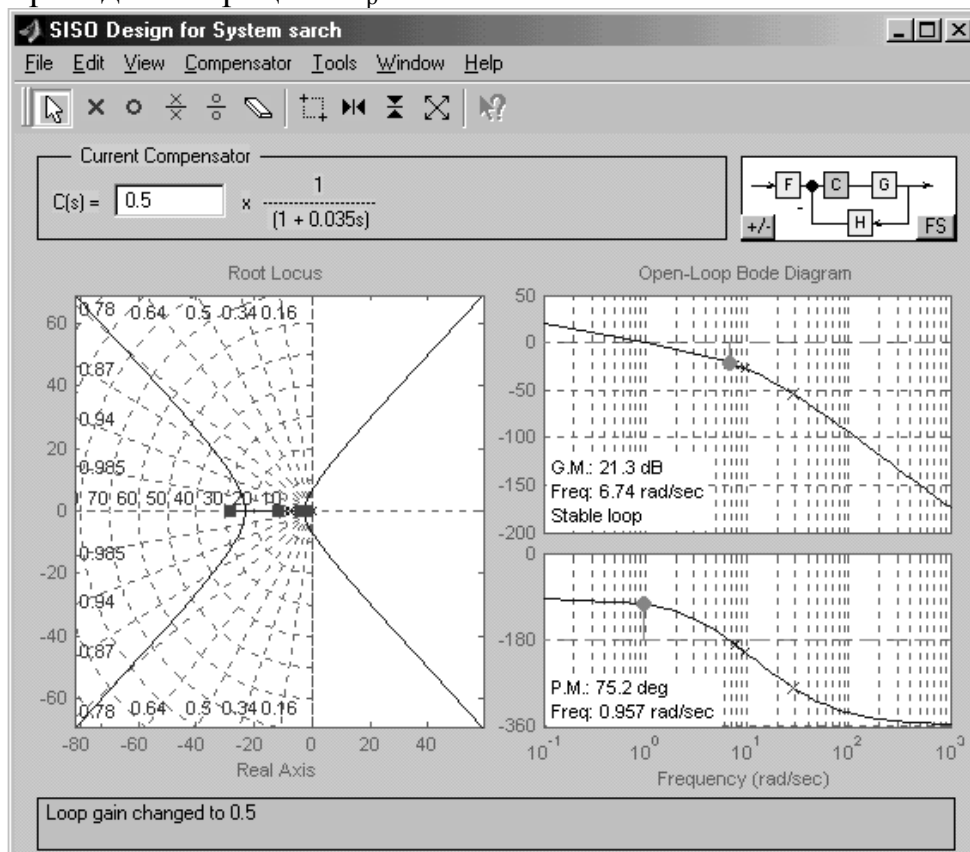 SISO Design for System sarch
File Edit View Compensator Tools Window Help
Current Compensator
C(s) = 0.5 x 1
(1 + 0.035s)
F C G
H
+/- FS
Root Locus
0.78 0.64 0.5 0.34 0.16
0.87
0.94
0.985
70 60 50 40 30 20 10
0.985
0.94
0.87
0.78 0.64 0.5 0.34 0.16
60
40
20
0
-20
-40
-60
-80 -60 -40 -20 0 20 40
Real Axis
Open-Loop Bode Diagram
50
0
-50
-100
-150
-200
G.M.: 21.3 dB
Freq: 6.74 rad/sec
Stable loop
0
-180
-360
P.M.: 75.2 deg
Freq: 0.957 rad/sec
10^-1 10^0 10^1 10^2 10^3
Frequency (rad/sec)
Loop gain changed to 0.5